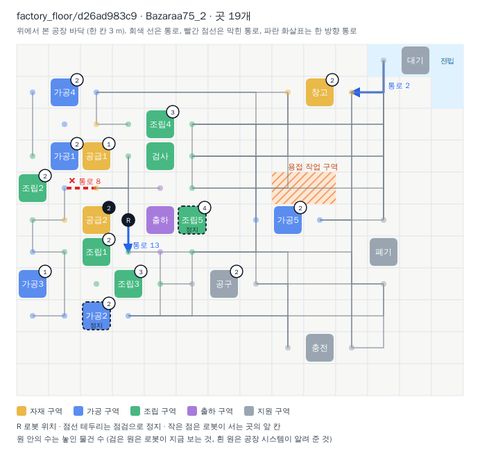 factory_floor/d26ad983c9 · Bazaraa75_2 · 곳 19개
위에서 본 공장 바닥 (한 칸 3 m). 회색 선은 통로, 빨간 점선은 막힌 통로, 파란 화살표는 한 방향 통로
대기
전립
통로 2
가공4
2
창고
2
조립4
3
가공1
2
공급1
1
검사
용접 작업 구역
조립2
2
✕ 통로 8
공급2
2
R
출하
조립5
4
정지
가공5
2
통로 13
조립1
2
폐기
가공3
1
조립3
3
공구
2
가공2
2
정지
충전
자재 구역
가공 구역
조립 구역
출하 구역
지원 구역
R 로봇 위치 · 점선 테두리는 점검으로 정지 · 작은 점은 로봇이 서는 곳의 앞 칸
원 안의 수는 놓인 물건 수 (검은 원은 로봇이 지금 보는 것, 흰 원은 공장 시스템이 알려 준 것)